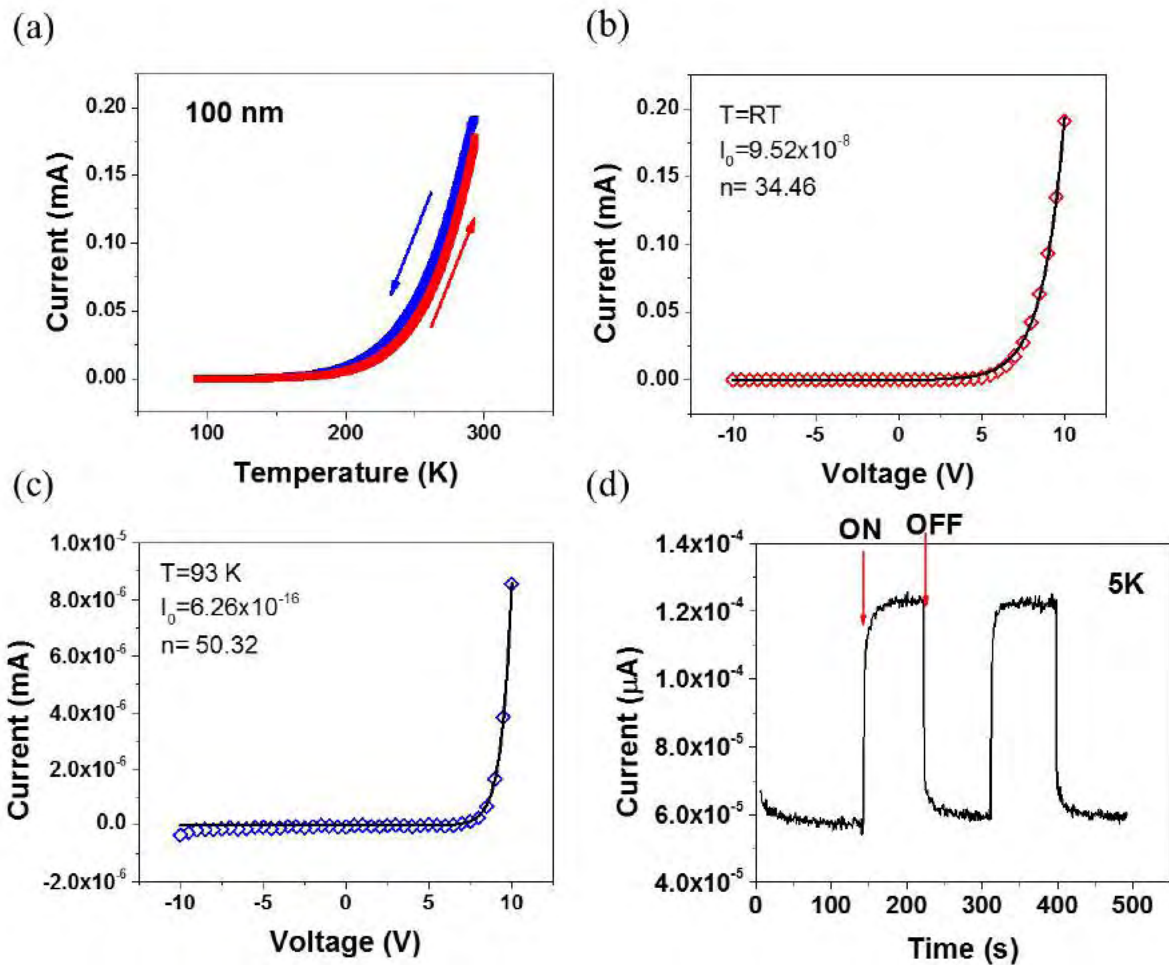 (a)
100 nm
0.20
0.15
0.10
0.05
0.00
Current (mA)
100 200 300
Temperature (K)
(b)
T=RT
I₀=9.52x10⁻⁸
n= 34.46
0.20
0.15
0.10
0.05
0.00
Current (mA)
-10 -5 0 5 10
Voltage (V)
(c)
T=93 K
I₀=6.26x10⁻¹⁶
n= 50.32
1.0x10⁻⁵
8.0x10⁻⁶
6.0x10⁻⁶
4.0x10⁻⁶
2.0x10⁻⁶
0.0
-2.0x10⁻⁶
Current (mA)
-10 -5 0 5 10
Voltage (V)
(d)
ON OFF
5K
1.4x10⁻⁴
1.2x10⁻⁴
1.0x10⁻⁴
8.0x10⁻⁵
6.0x10⁻⁵
4.0x10⁻⁵
Current (μA)
0 100 200 300 400 500
Time (s)